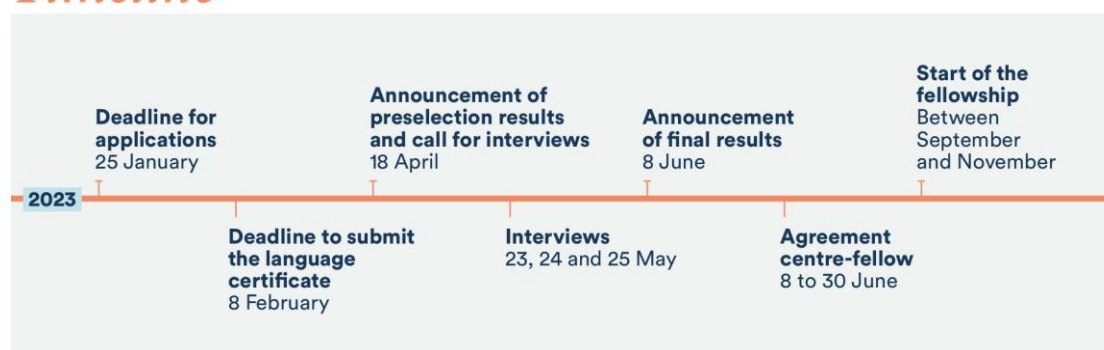 2023
Deadline for
applications
25 January
Deadline to submit
the language
certificate
8 February
Announcement of
preselection results
and call for interviews
18 April
Interviews
23, 24 and 25 May
Announcement
of final results
8 June
Agreement
centre-fellow
8 to 30 June
Start of the
fellowship
Between
September
and November